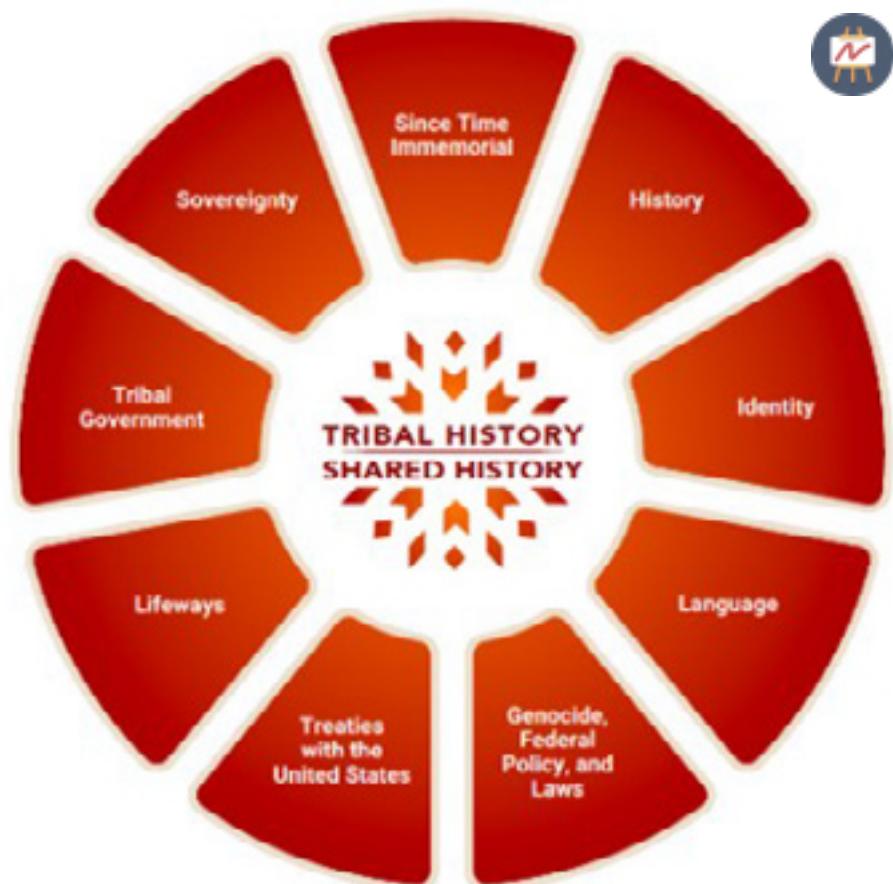 Since Time
Immemorial
History
Identity
Language
Genocide,
Federal
Policy, and
Laws
Treaties
with the
United States
Lifeways
Tribal
Government
Sovereignty
TRIBAL HISTORY
SHARED HISTORY